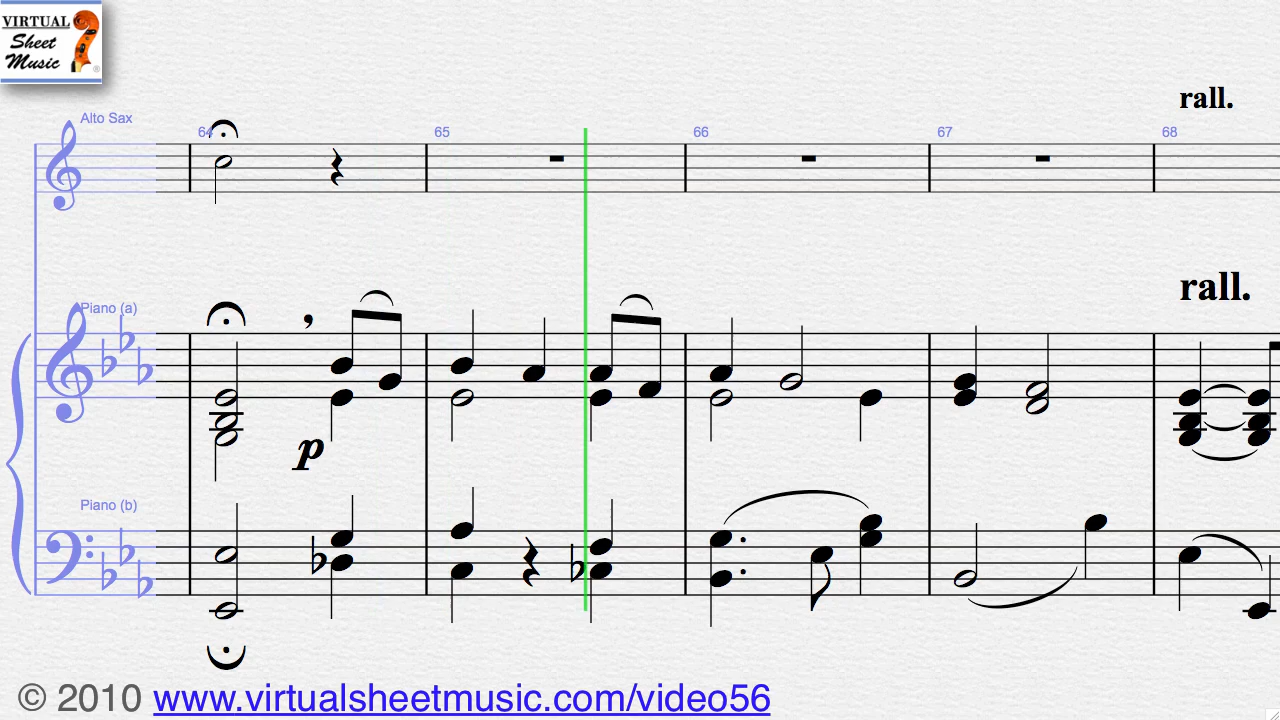 VIRTUAL
Sheet
Music
®
rall.
Alto Sax
64
65
66
67
68
rall.
Piano (a)
p
Piano (b)
© 2010 www.virtualsheetmusic.com/video56